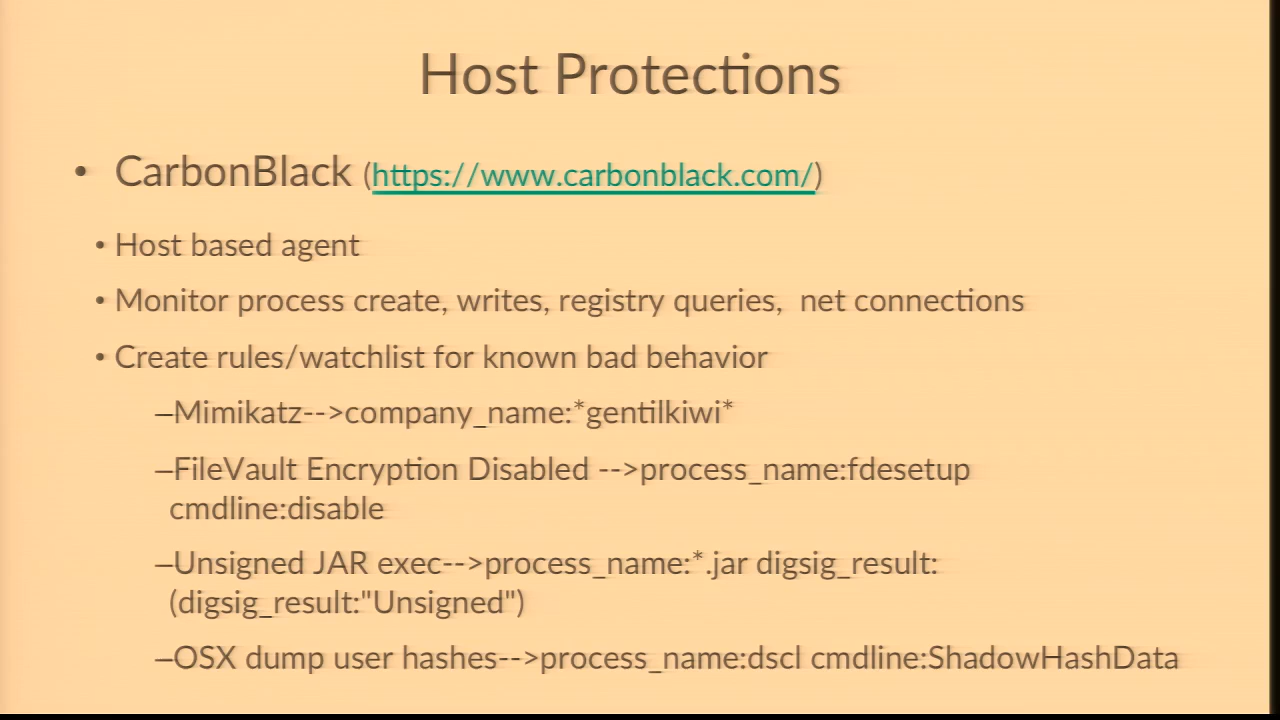 Host Protections
• CarbonBlack (https://www.carbonblack.com/)
• Host based agent
• Monitor process create, writes, registry queries,  net connections
• Create rules/watchlist for known bad behavior
–Mimikatz-->company_name:*gentilkiwi*
–FileVault Encryption Disabled -->process_name:fdesetup
cmdline:disable
–Unsigned JAR exec-->process_name:*.jar digsig_result:
(digsig_result:"Unsigned")
–OSX dump user hashes-->process_name:dscl cmdline:ShadowHashData